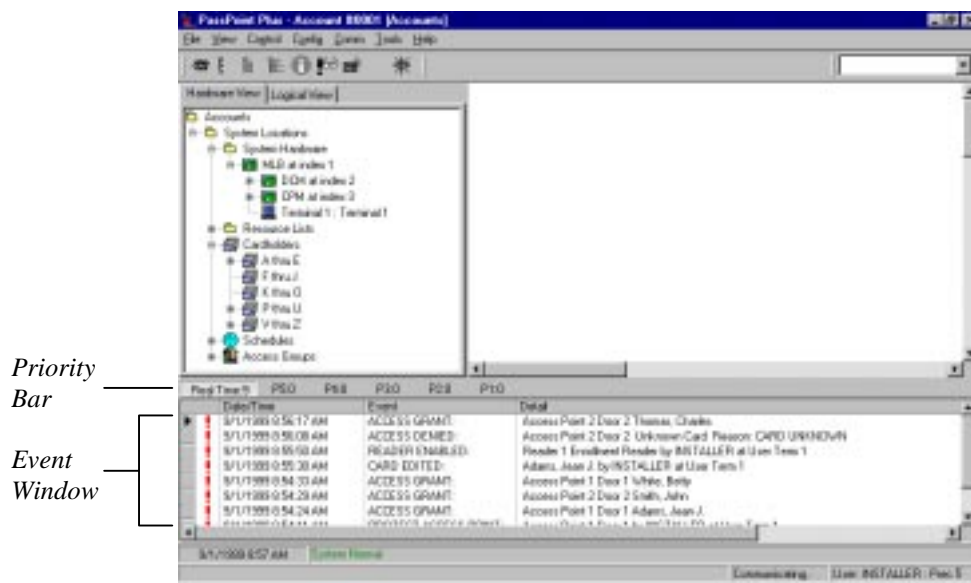 PassPoint Plus - Account 00001 [Accounts]
File View Control Config Comm Tools Help
Hardware View Logical View
Accounts
System Locations
System Hardware
MLB at index 1
DCM at index 2
OPM at index 3
Terminal 1 : Terminal 1
Resource Lists
Cardholders
A thru E
F thru J
K thru O
P thru U
V thru Z
Schedules
Access Groups
Priority
Bar
Real Time:9 P5:0 P4:8 P3:0 P2:8 P1:0
Event
Window
Date/Time Event Detail
9/1/1999 8:56:17 AM ACCESS GRANT: Access Point 2 Door 2 Thomas, Charles
9/1/1999 8:56:08 AM ACCESS DENIED: Access Point 2 Door 2 Unknown Card Reason: CARD UNKNOWN
9/1/1999 8:55:50 AM READER ENABLED: Reader 1 Enrollment Reader by INSTALLER at User Term 1
9/1/1999 8:55:38 AM CARD EDITED: Adams, Jean J. by INSTALLER at User Term 1
9/1/1999 8:54:33 AM ACCESS GRANT: Access Point 1 Door 1 White, Betty
9/1/1999 8:54:29 AM ACCESS GRANT: Access Point 2 Door 2 Smith, John
9/1/1999 8:54:24 AM ACCESS GRANT: Access Point 1 Door 1 Adams, Jean J.
9/1/1999 8:57 AM System Normal
Communicating User: INSTALLER : Pass 5